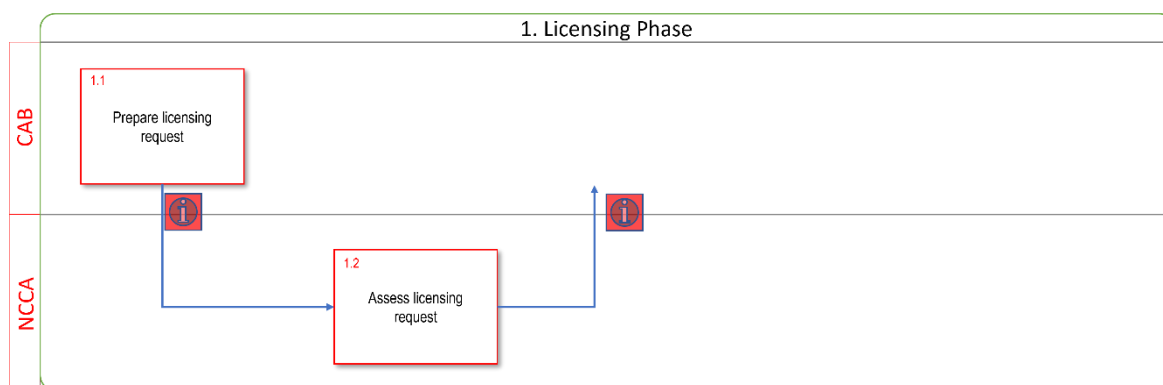 1. Licensing Phase
CAB
1.1
Prepare licensing
request
i
i
NCCA
1.2
Assess licensing
request